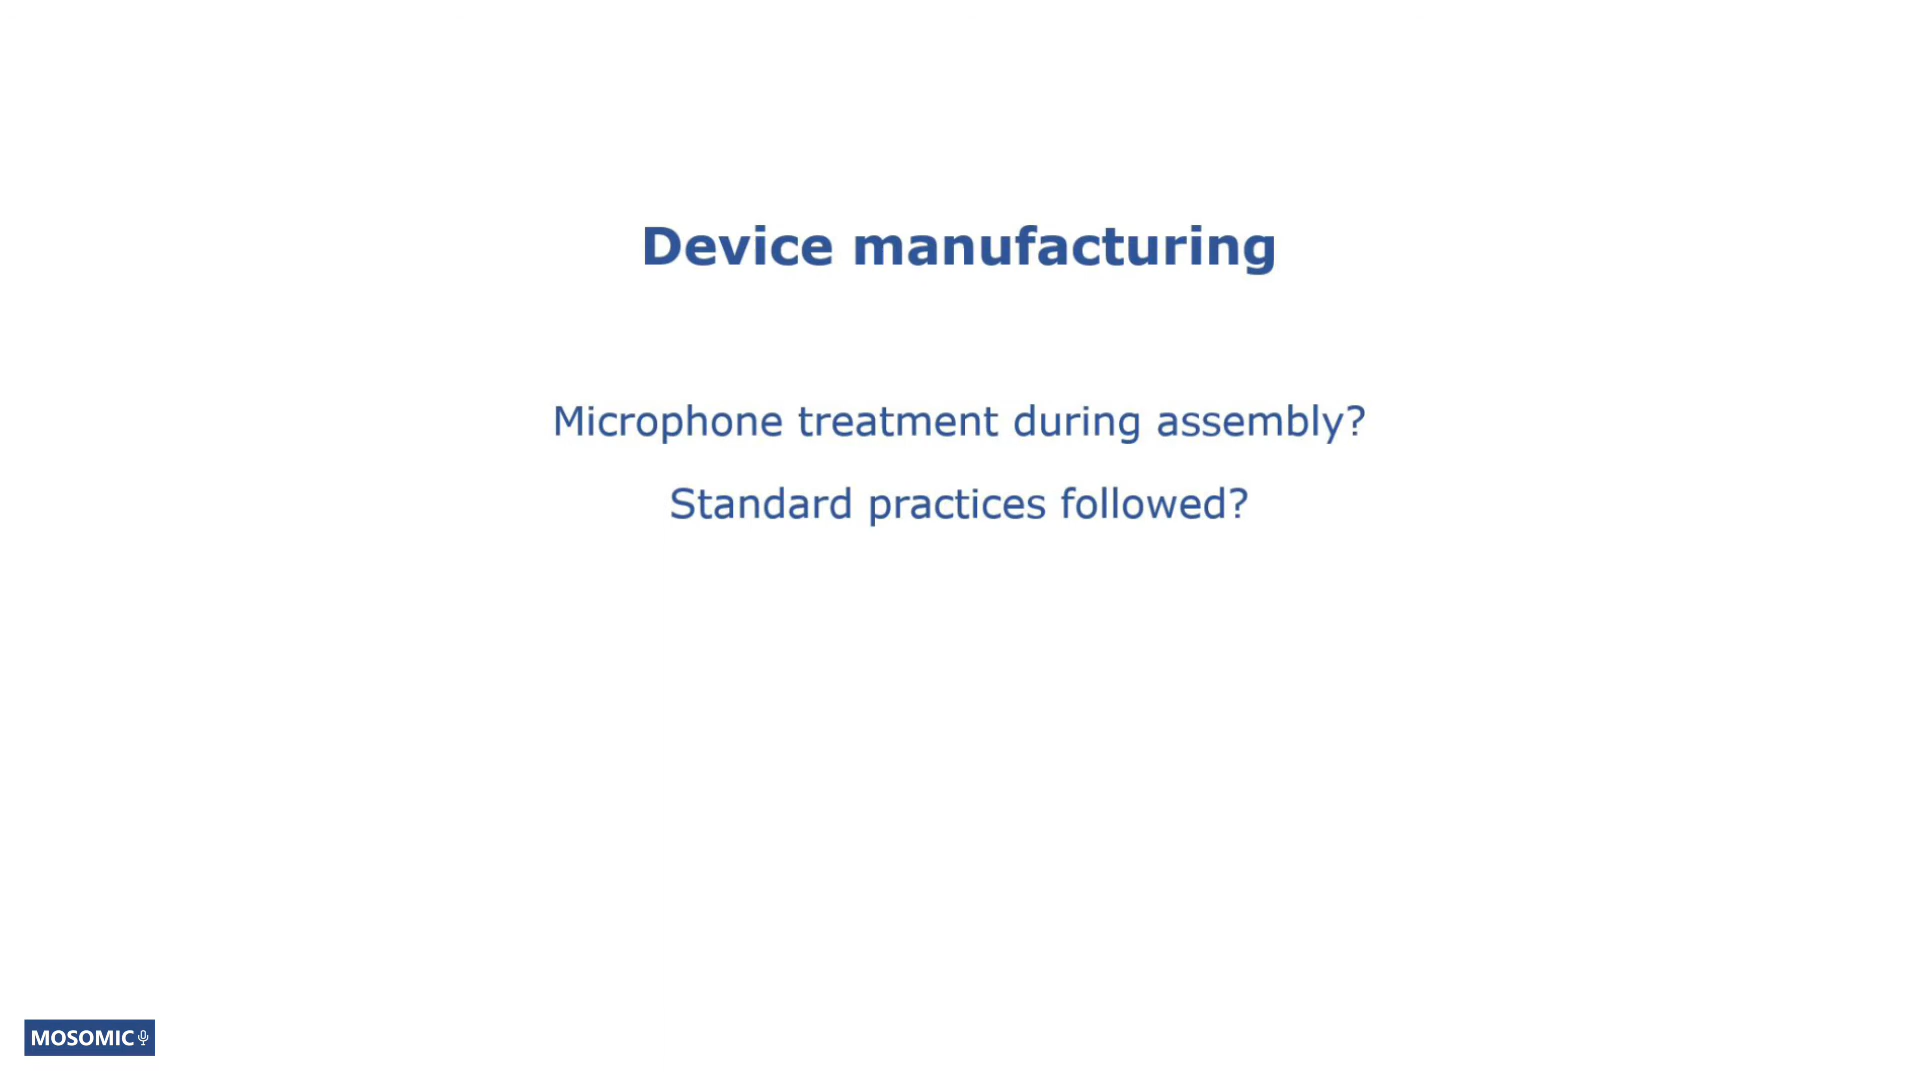 Device manufacturing
Microphone treatment during assembly?
Standard practices followed?
MOSOMIC